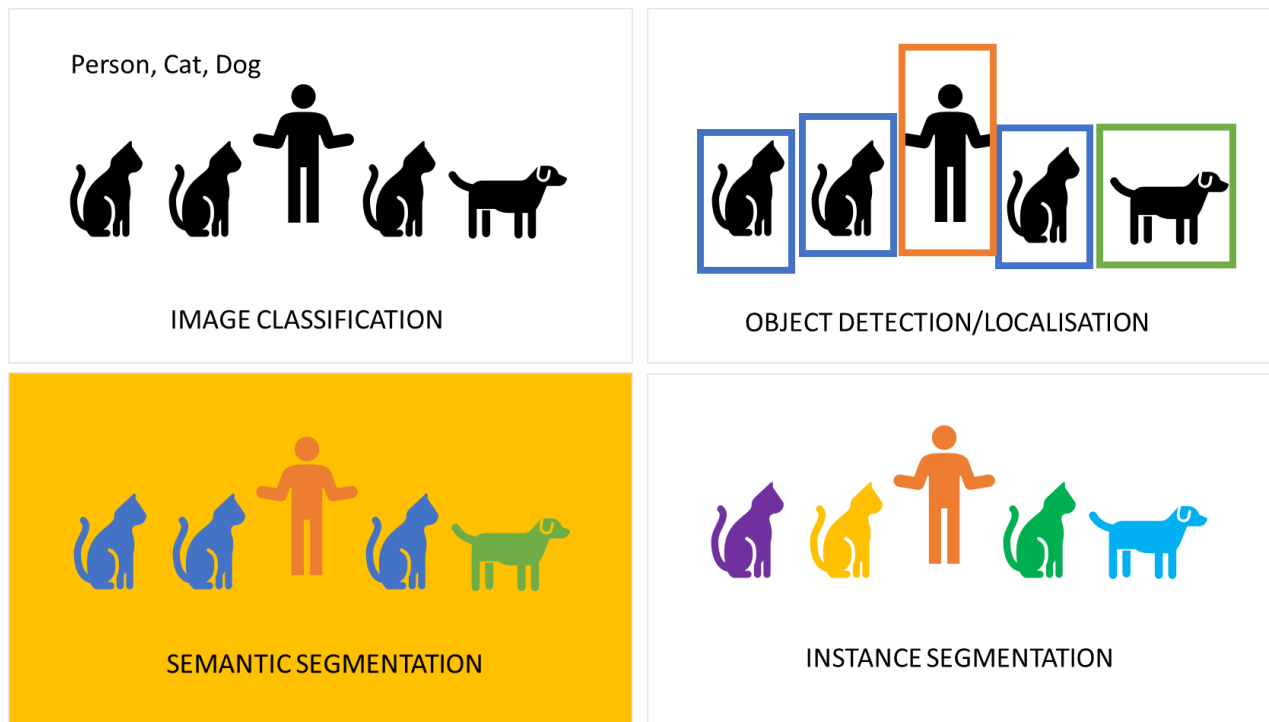 Person, Cat, Dog
IMAGE CLASSIFICATION
OBJECT DETECTION/LOCALISATION
SEMANTIC SEGMENTATION
INSTANCE SEGMENTATION